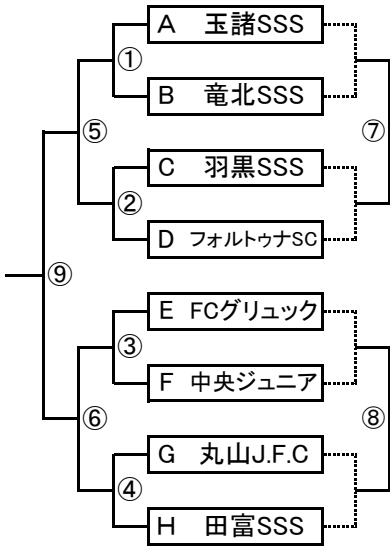 A 玉諸SSS
①
B 竜北SSS
⑤
⑦
C 羽黒SSS
②
D フォルトゥナSC
⑨
E FCグリュック
③
F 中央ジュニア
⑥
⑧
G 丸山J.F.C
④
H 田富SSS